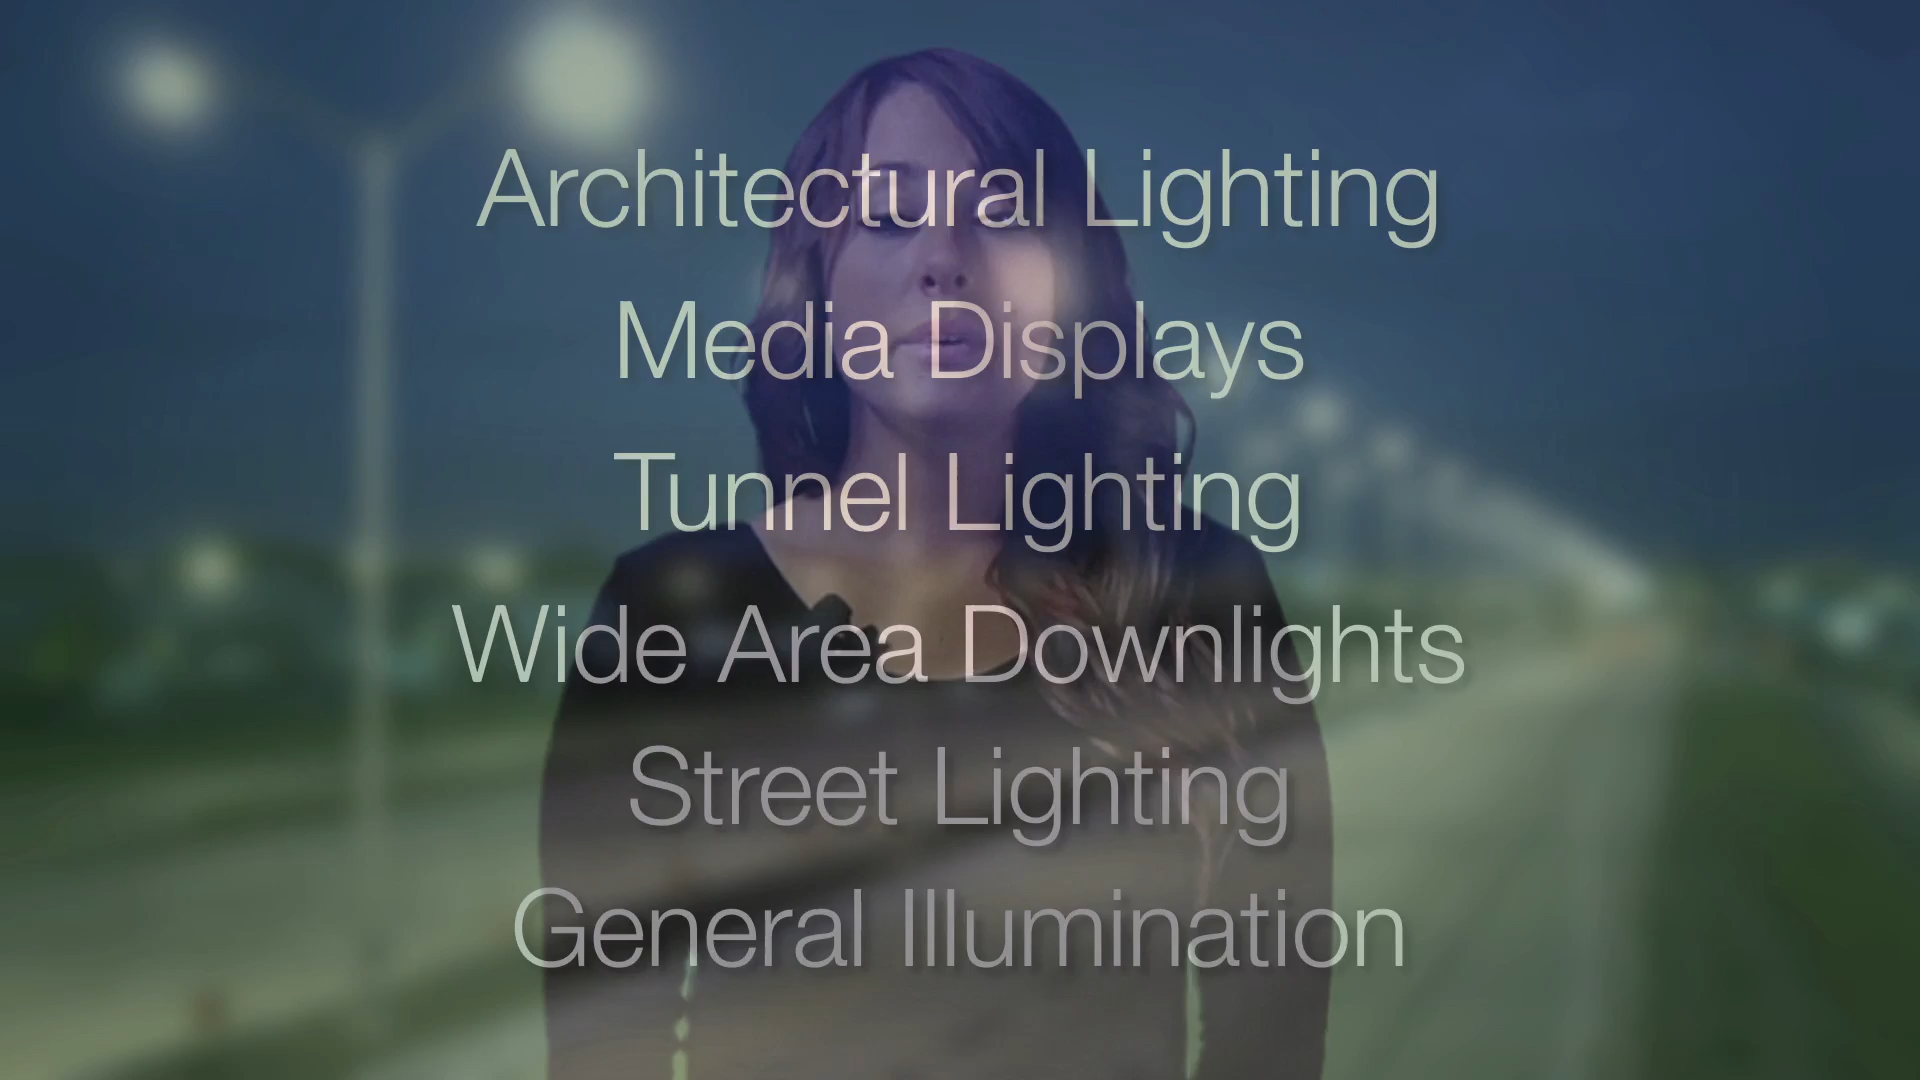 Architectural Lighting
Media Displays
Tunnel Lighting
Wide Area Downlights
Street Lighting
General Illumination